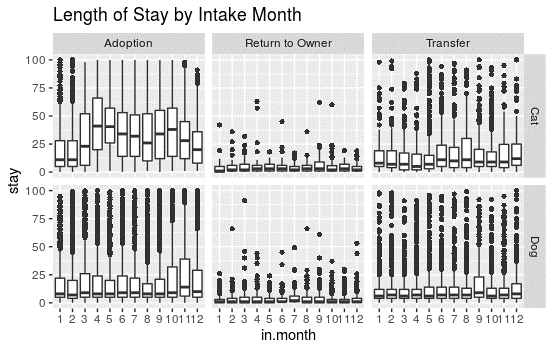 Length of Stay by Intake Month
Adoption Return to Owner Transfer
100
75
50
25
0
Cat
stay
100
75
50
25
0
Dog
1 2 3 4 5 6 7 8 9 10 11 12 1 2 3 4 5 6 7 8 9 10 11 12 1 2 3 4 5 6 7 8 9 10 11 12
in.month